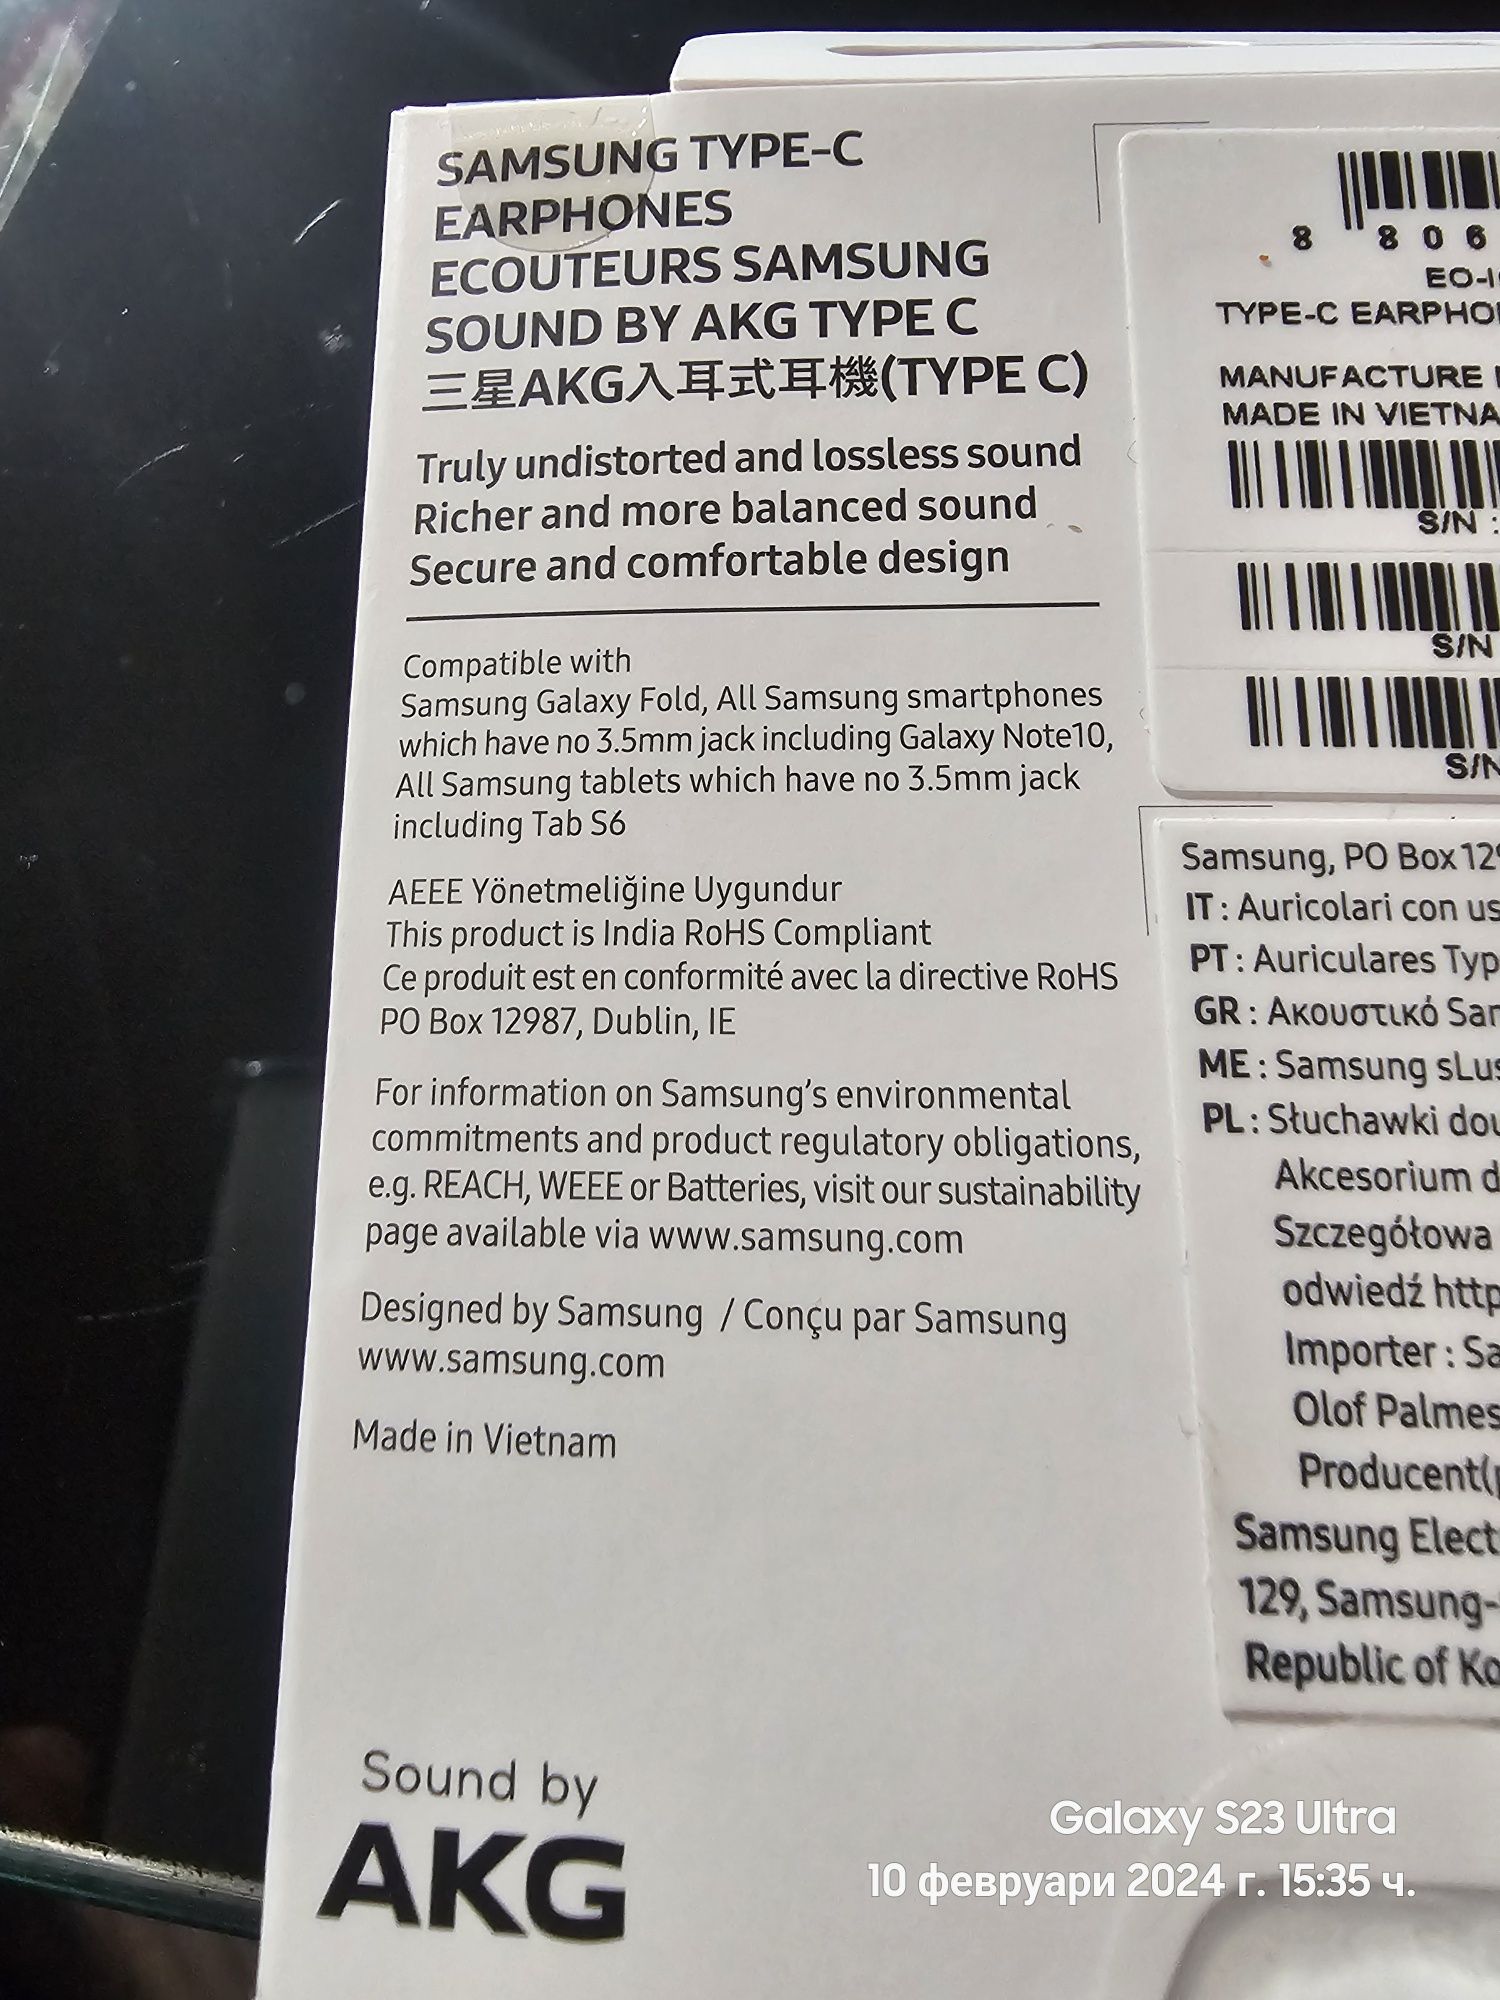 SAMSUNG TYPE-C
EARPHONES
ECOUTEURS SAMSUNG
SOUND BY AKG TYPE C
三星AKG入耳式耳機(TYPE C)
Truly undistorted and lossless sound
Richer and more balanced sound
Secure and comfortable design
Compatible with
Samsung Galaxy Fold, All Samsung smartphones
which have no 3.5mm jack including Galaxy Note10,
All Samsung tablets which have no 3.5mm jack
including Tab S6
AEEE Yönetmeliğine Uygundur
This product is India RoHS Compliant
Ce produit est en conformité avec la directive RoHS
PO Box 12987, Dublin, IE
For information on Samsung's environmental
commitments and product regulatory obligations,
e.g. REACH, WEEE or Batteries, visit our sustainability
page available via www.samsung.com
Designed by Samsung / Conçu par Samsung
www.samsung.com
Made in Vietnam
Sound by
AKG
8 806
TYPE-C
MANUFACTURE
MADE IN
S/N :
S/N
S/N
Samsung, PO Box
IT : Auricolari con
PT : Auriculares
GR : Ακουστικό
ME : Samsung
PL : Słuchawki
Akcesorium
Szczegółowa
odwiedź
Importer :
Olof
Samsung
129,
Republic of
Galaxy S23 Ultra
10 февруари 2024 г. 15:35 ч.